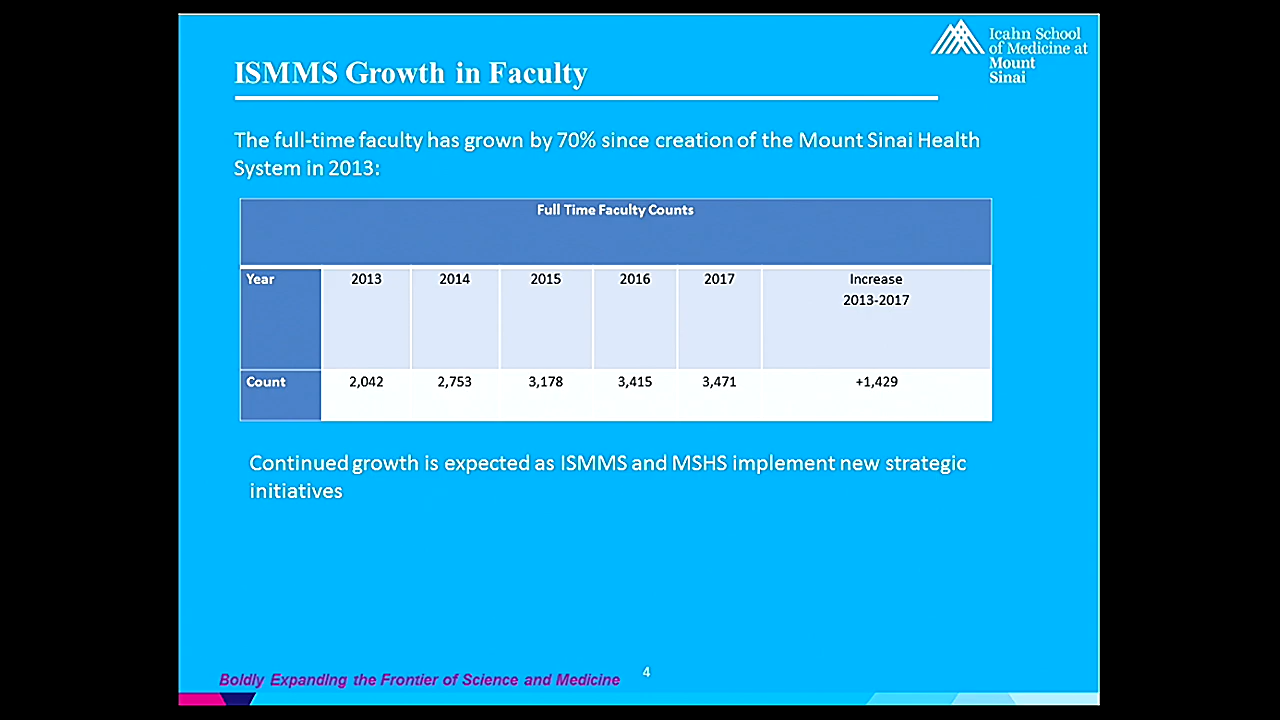 Icahn School
of Medicine at
Mount
Sinai
ISMMS Growth in Faculty
The full-time faculty has grown by 70% since creation of the Mount Sinai Health
System in 2013:
Full Time Faculty Counts
Year 2013 2014 2015 2016 2017 Increase
2013-2017
Count 2,042 2,753 3,178 3,415 3,471 +1,429
Continued growth is expected as ISMMS and MSHS implement new strategic
initiatives
Boldly Expanding the Frontier of Science and Medicine 4